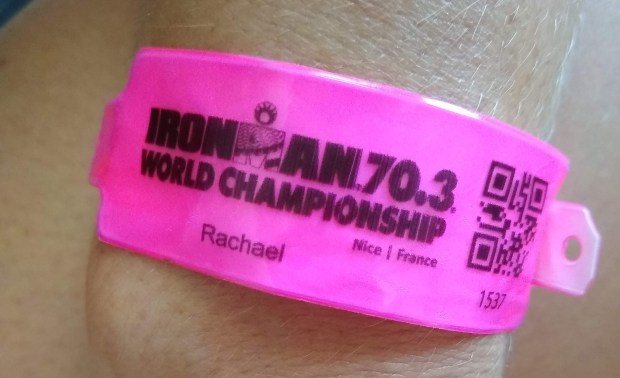 IRONMAN 70.3
WORLD CHAMPIONSHIP
Nice | France
Rachael
1537